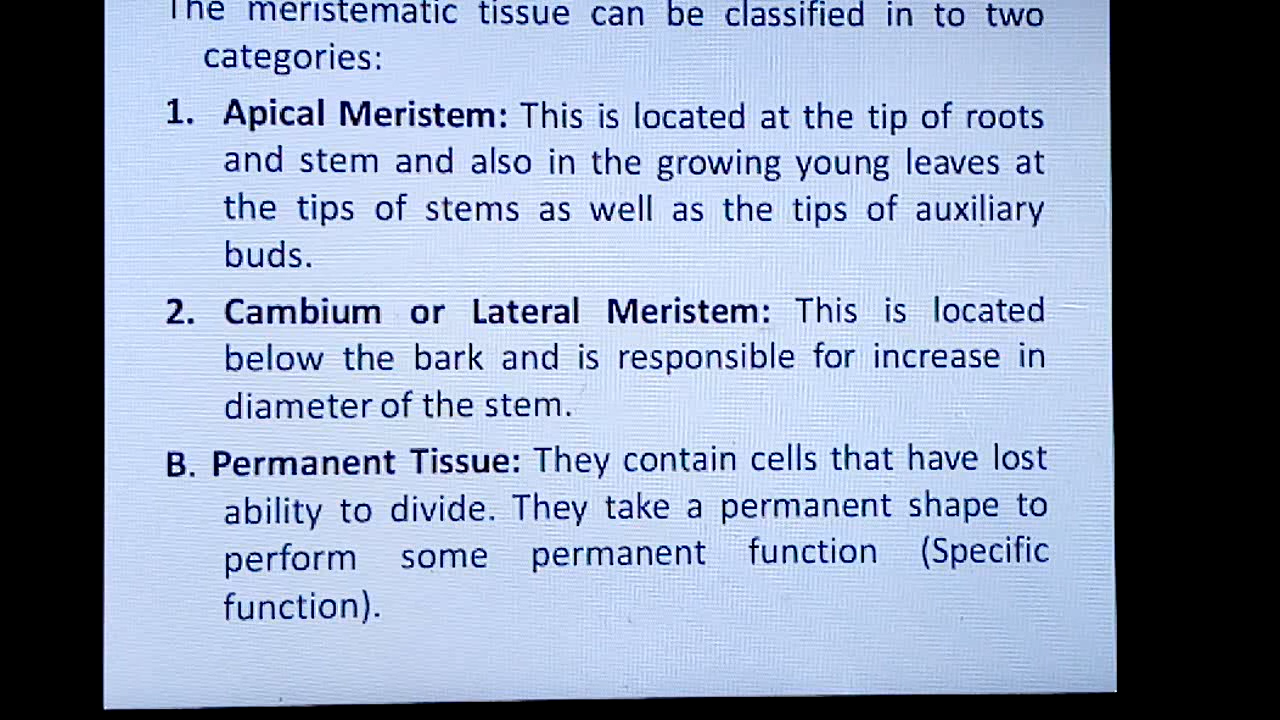 The meristematic tissue can be classified in to two
categories:
1. Apical Meristem: This is located at the tip of roots
and stem and also in the growing young leaves at
the tips of stems as well as the tips of auxiliary
buds.
2. Cambium or Lateral Meristem: This is located
below the bark and is responsible for increase in
diameter of the stem.
B. Permanent Tissue: They contain cells that have lost
ability to divide. They take a permanent shape to
perform some permanent function (Specific
function).